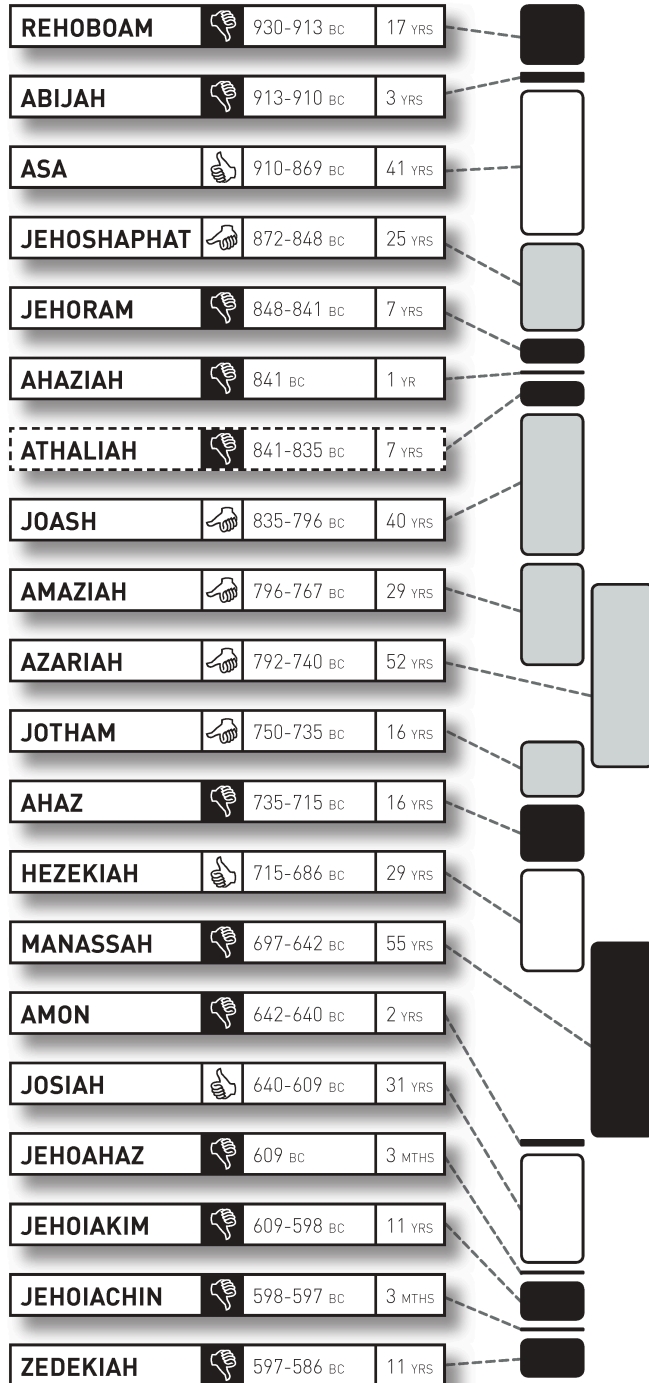 REHOBOAM 930-913 BC 17 YRS
ABIJAH 913-910 BC 3 YRS
ASA 910-869 BC 41 YRS
JEHOSHAPHAT 872-848 BC 25 YRS
JEHORAM 848-841 BC 7 YRS
AHAZIAH 841 BC 1 YR
ATHALIAH 841-835 BC 7 YRS
JOASH 835-796 BC 40 YRS
AMAZIAH 796-767 BC 29 YRS
AZARIAH 792-740 BC 52 YRS
JOTHAM 750-735 BC 16 YRS
AHAZ 735-715 BC 16 YRS
HEZEKIAH 715-686 BC 29 YRS
MANASSAH 697-642 BC 55 YRS
AMON 642-640 BC 2 YRS
JOSIAH 640-609 BC 31 YRS
JEHOAHAZ 609 BC 3 MTHS
JEHOIAKIM 609-598 BC 11 YRS
JEHOIACHIN 598-597 BC 3 MTHS
ZEDEKIAH 597-586 BC 11 YRS